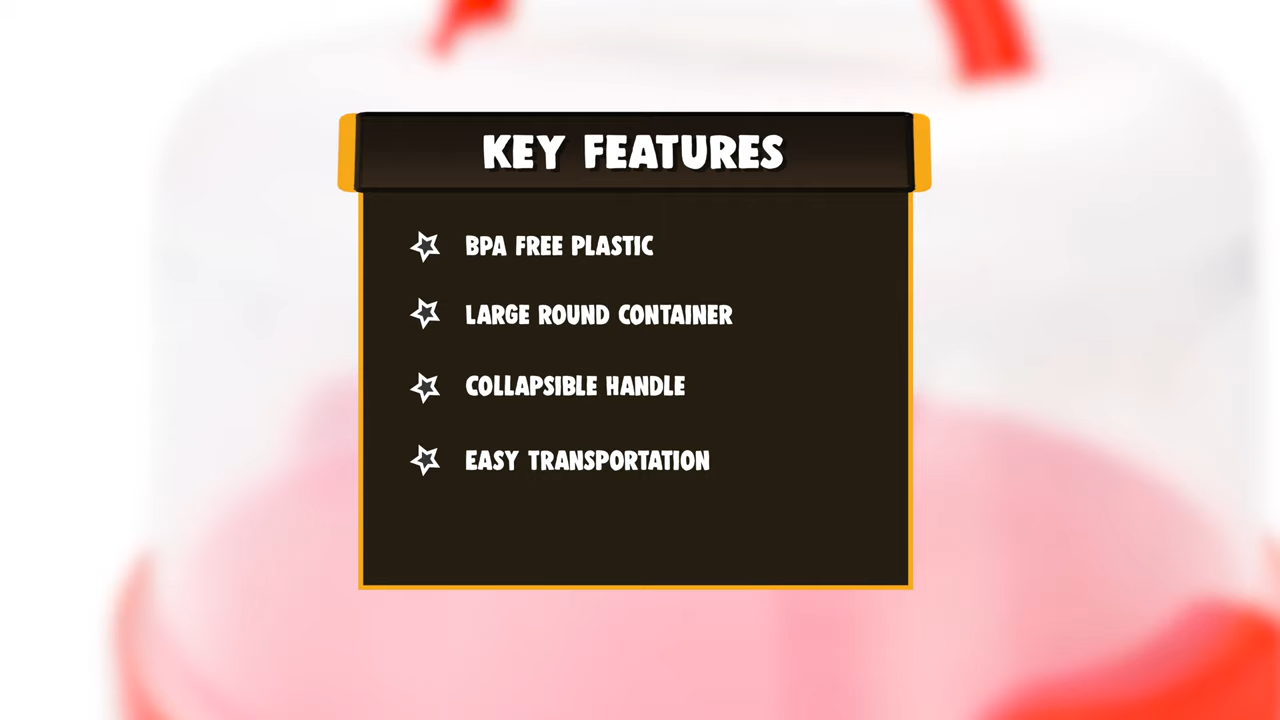 KEY FEATURES
BPA FREE PLASTIC
LARGE ROUND CONTAINER
COLLAPSIBLE HANDLE
EASY TRANSPORTATION